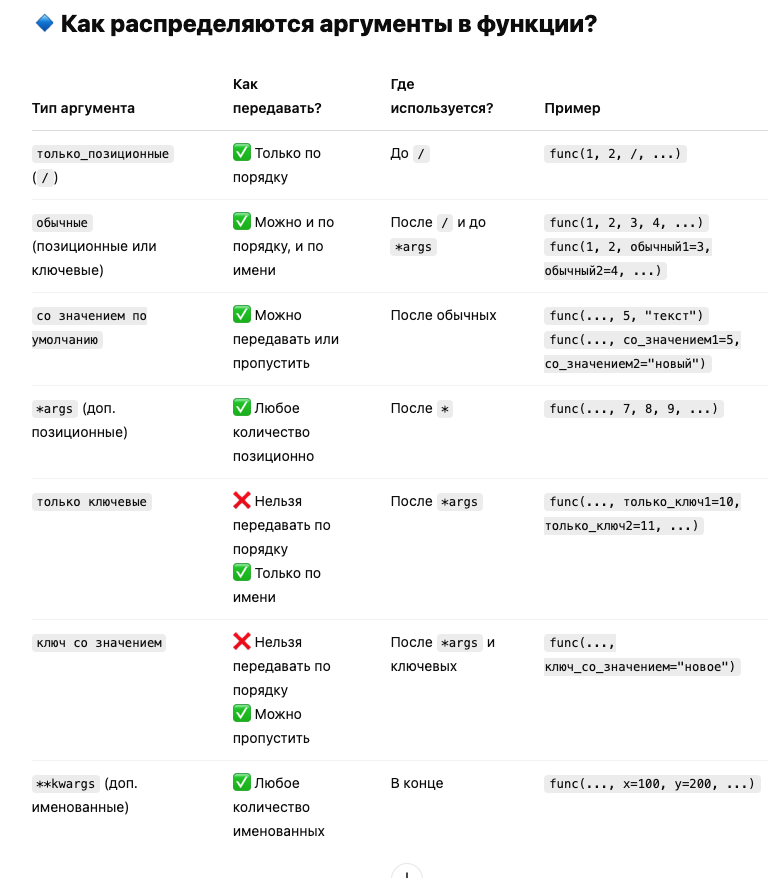 Как распределяются аргументы в функции?
Тип аргумента
Как
передавать?
Где
используется?
Пример
только_позиционные
(/)
Только по
порядку
До /
func(1, 2, /, ...)
обычные
(позиционные или
ключевые)
Можно и по
порядку, и по
имени
После / и до
*args
func(1, 2, 3, 4, ...)
func(1, 2, обычный1=3,
обычный2=4, ...)
со значением по
умолчанию
Можно
передавать или
пропустить
После обычных
func(..., 5, "текст")
func(..., со_значением1=5,
со_значением2="новый")
*args (доп.
позиционные)
Любое
количество
позиционно
После *
func(..., 7, 8, 9, ...)
только ключевые
Нельзя
передавать по
порядку
Только по
имени
После *args
func(..., только_ключ1=10,
только_ключ2=11, ...)
ключ со значением
Нельзя
передавать по
порядку
Можно
пропустить
После *args и
ключевых
func(...,
ключ_со_значением="новое")
**kwargs (доп.
именованные)
Любое
количество
именованных
В конце
func(..., x=100, y=200, ...)